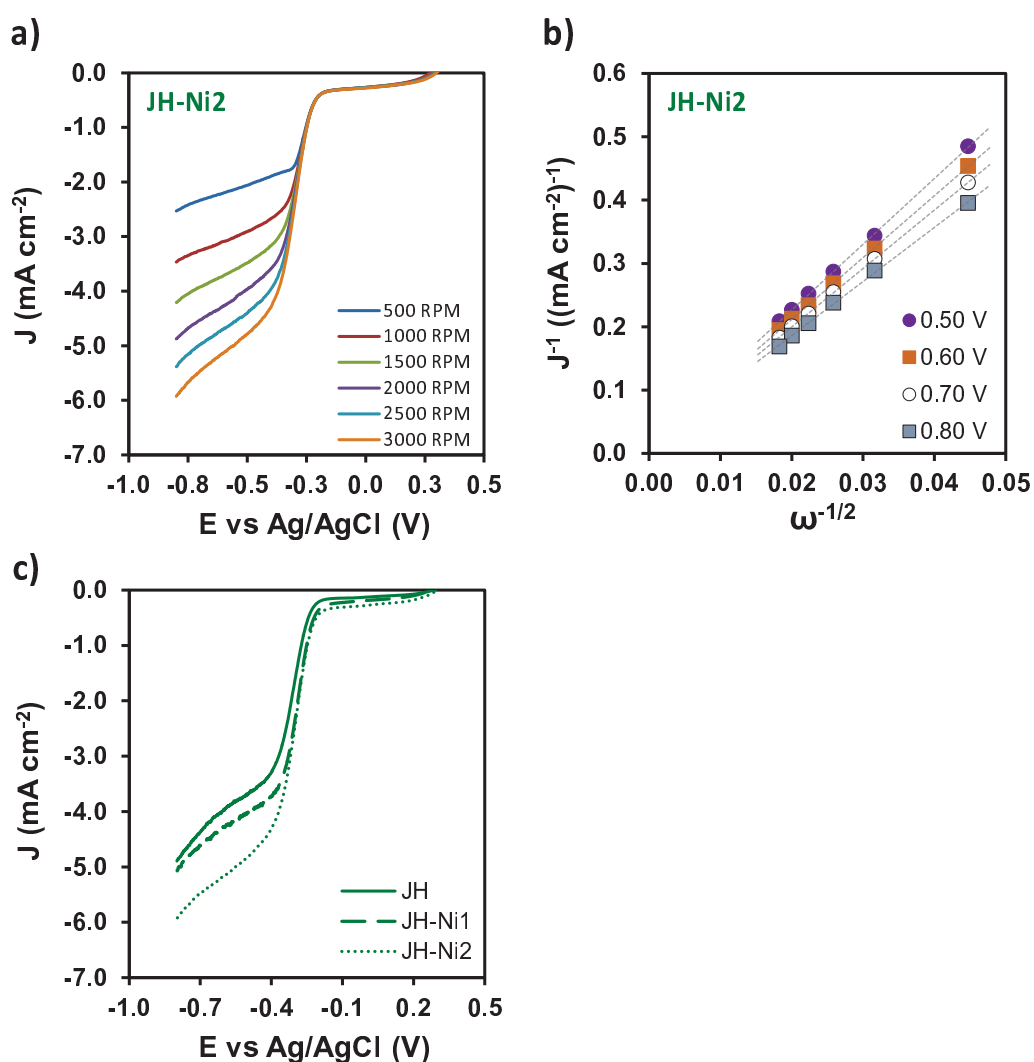 a)
JH-Ni2
0.0
-1.0
-2.0
-3.0
-4.0
-5.0
-6.0
-7.0
J (mA cm⁻²)
-1.0 -0.8 -0.5 -0.3 0.0 0.3 0.5
E vs Ag/AgCl (V)
500 RPM
1000 RPM
1500 RPM
2000 RPM
2500 RPM
3000 RPM
b)
JH-Ni2
0.6
0.5
0.4
0.3
0.2
0.1
0.0
J⁻¹ ((mA cm⁻²)⁻¹)
0.00 0.01 0.02 0.03 0.04 0.05
ω⁻¹/²
0.50 V
0.60 V
0.70 V
0.80 V
c)
0.0
-1.0
-2.0
-3.0
-4.0
-5.0
-6.0
-7.0
J (mA cm⁻²)
-1.0 -0.7 -0.4 -0.1 0.2 0.5
E vs Ag/AgCl (V)
JH
JH-Ni1
JH-Ni2